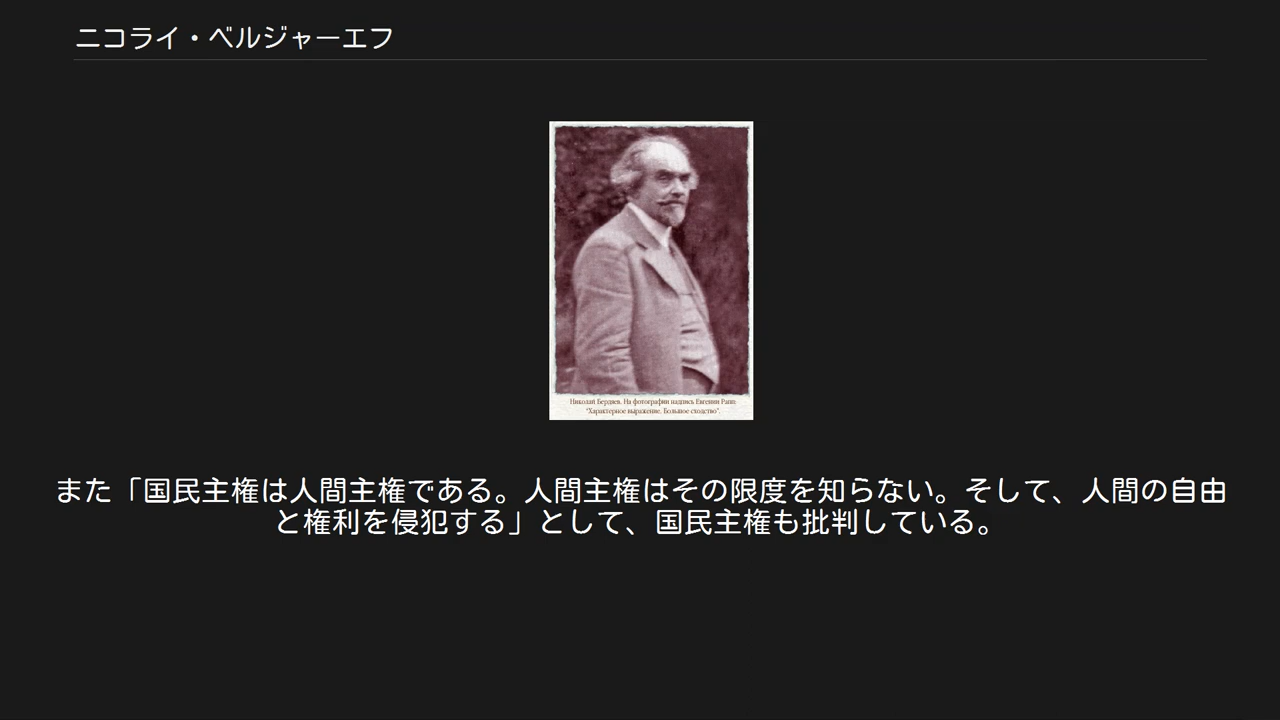 ニコライ・ベルジャーエフ
Николай Бердяев. На фотографии надпись Евгении Рапп:
"Характерное выражение. Большое сходство".
また「国民主権は人間主権である。人間主権はその限度を知らない。そして、人間の自由
と権利を侵犯する」として、国民主権も批判している。